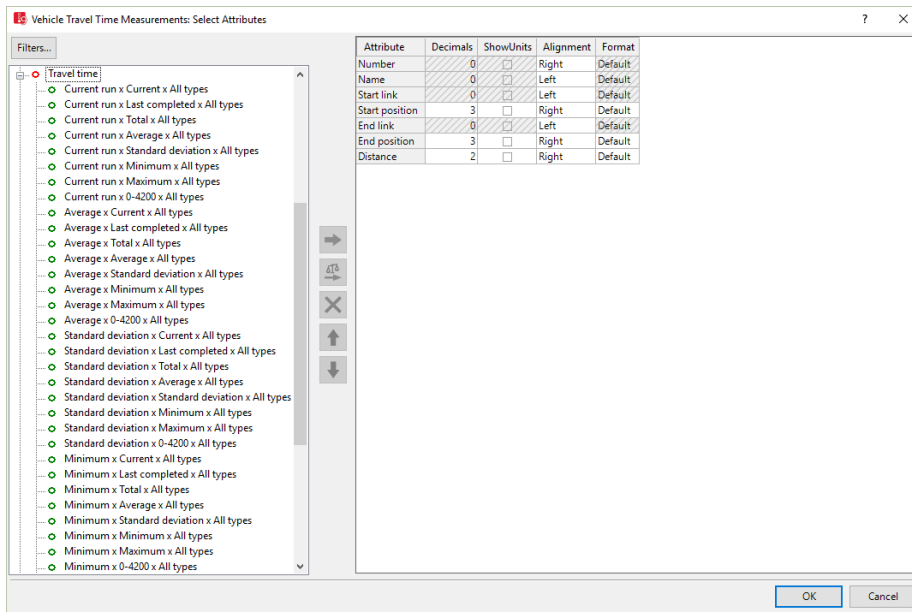 Vehicle Travel Time Measurements: Select Attributes
Filters...
Travel time
Current run x Current x All types
Current run x Last completed x All types
Current run x Total x All types
Current run x Average x All types
Current run x Standard deviation x All types
Current run x Minimum x All types
Current run x Maximum x All types
Current run x 0-4200 x All types
Average x Current x All types
Average x Last completed x All types
Average x Total x All types
Average x Average x All types
Average x Standard deviation x All types
Average x Minimum x All types
Average x Maximum x All types
Average x 0-4200 x All types
Standard deviation x Current x All types
Standard deviation x Last completed x All types
Standard deviation x Total x All types
Standard deviation x Average x All types
Standard deviation x Standard deviation x All types
Standard deviation x Minimum x All types
Standard deviation x Maximum x All types
Standard deviation x 0-4200 x All types
Minimum x Current x All types
Minimum x Last completed x All types
Minimum x Total x All types
Minimum x Average x All types
Minimum x Standard deviation x All types
Minimum x Minimum x All types
Minimum x Maximum x All types
Minimum x 0-4200 x All types
Attribute Decimals ShowUnits Alignment Format
Number 0 Right Default
Name 0 Left Default
Start link 0 Left Default
Start position 3 Right Default
End link 0 Left Default
End position 3 Right Default
Distance 2 Right Default
OK Cancel